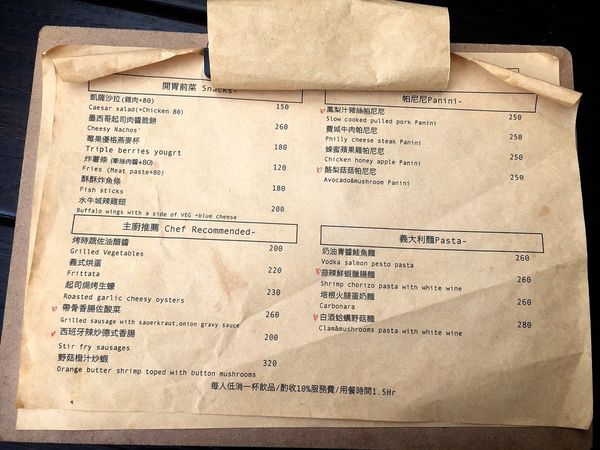 開胃前菜 Snacks-
凱薩沙拉(雞肉+80)
Caesar salad(+Chicken 80) 150
墨西哥起司肉醬脆餅
Cheesy Nachos' 260
莓果優格燕麥杯
Triple berries yougrt 180
炸薯條 (素絲肉醬+80)
Fries (Meat paste+80) 120
酥酥炸魚條
Fish sticks 180
水牛城辣雞翅
Buffalo wings with a side of VEG +blue cheese 200
主廚推薦 Chef Recommended-
烤時蔬佐油醋醬 200
Grilled Vegetables
義式烘蛋 220
Frittata
起司焗烤生蠔 230
Roasted garlic cheesy oysters
帶骨香腸佐酸菜 260
Grilled sausage with sauerkraut,onion gravy sauce
西班牙辣炒德式香腸 200
Stir fry sausages
野菇橙汁炒蝦 320
Orange butter shrimp toped with button mushrooms
帕尼尼Panini-
鳳梨汁豬絲帕尼尼 250
Slow cooked pulled pork Panini
費城牛肉帕尼尼 250
Philly cheese steak Panini
蜂蜜蘋果雞帕尼尼 250
Chicken honey apple Panini
酪梨菇菇帕尼尼 250
Avocado&mushroom Panini
義大利麵Pasta-
奶油青醬鮭魚麵 260
Vodka salmon pesto pasta
蒜辣鮮蝦臘腸麵 260
Shrimp chorizo pasta with white wine
培根火腿蛋奶麵 260
Carbonara
白酒蛤蠣野菇麵 280
Clam&mushrooms pasta with white wine
每人低消一杯飲品/酌收10%服務費/用餐時間1.5Hr